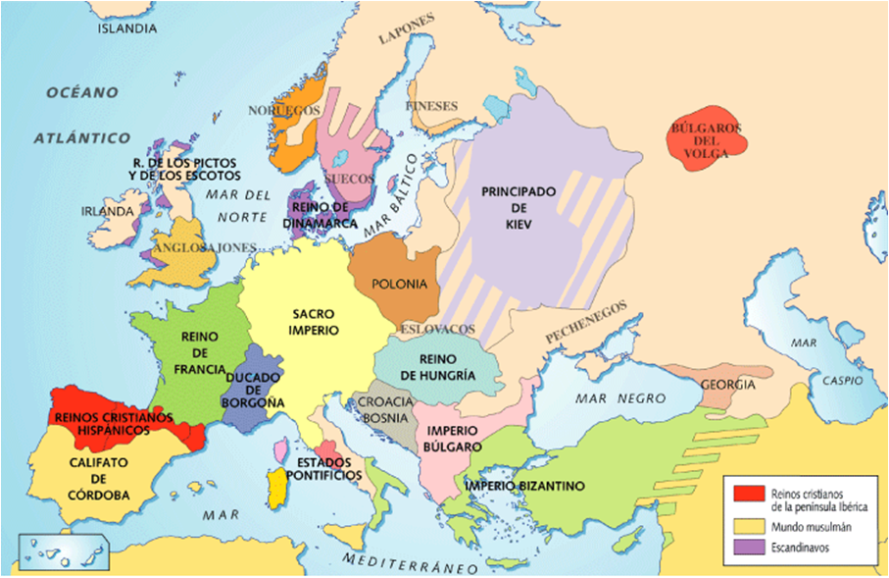 ISLANDIA
LAPONES
OCÉANO
ATLÁNTICO
NORUEGOS
FINESES
BÚLGAROS
DEL
VOLGA
R. DE LOS PICTOS
Y DE LOS ESCOTOS
SUECOS
MAR BÁLTICO
PRINCIPADO
DE
KIEV
IRLANDA
MAR DEL
NORTE
REINO DE
DINAMARCA
ANGLOSAJONES
POLONIA
SACRO
IMPERIO
ESLOVACOS
PECHENEGOS
REINO
DE
FRANCIA
REINO
DE HUNGRÍA
MAR
CASPIO
DUCADO
DE
BORGOÑA
CROACIA
BOSNIA
MAR NEGRO
GEORGIA
REINOS CRISTIANOS
HISPÁNICOS
IMPERIO
BÚLGARO
CALIFATO
DE
CÓRDOBA
ESTADOS
PONTIFICIOS
IMPERIO BIZANTINO
MAR
MEDITERRÁNEO
Reinos cristianos
de la península Ibérica
Mundo musulmán
Escandinavos